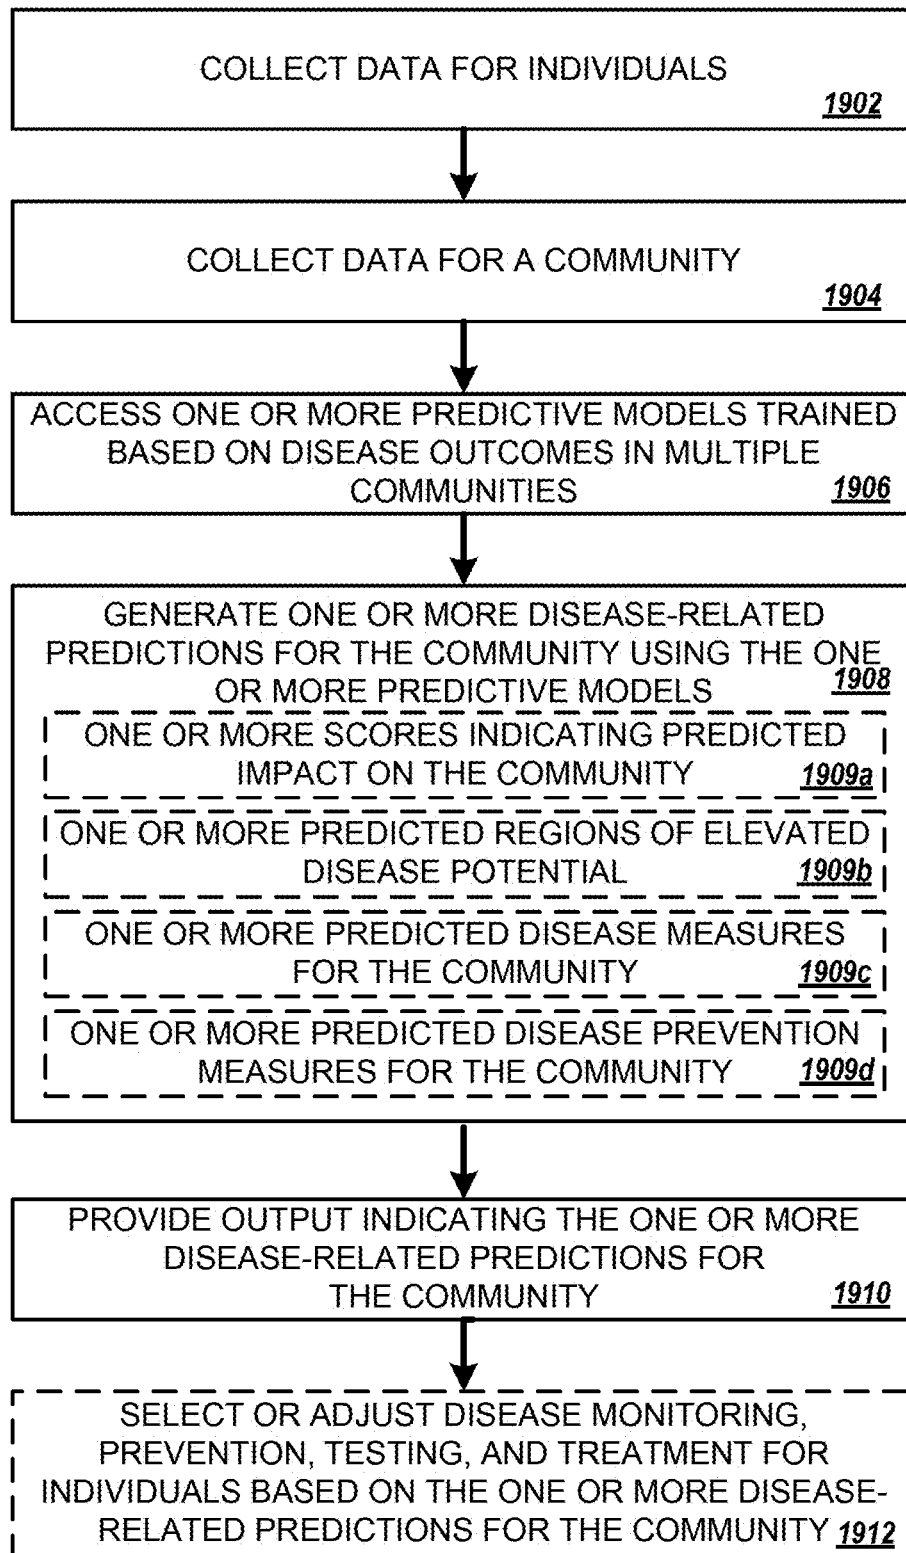 COLLECT DATA FOR INDIVIDUALS
1902
COLLECT DATA FOR A COMMUNITY
1904
ACCESS ONE OR MORE PREDICTIVE MODELS TRAINED
BASED ON DISEASE OUTCOMES IN MULTIPLE
COMMUNITIES
1906
GENERATE ONE OR MORE DISEASE-RELATED
PREDICTIONS FOR THE COMMUNITY USING THE ONE
OR MORE PREDICTIVE MODELS
1908
ONE OR MORE SCORES INDICATING PREDICTED
IMPACT ON THE COMMUNITY
1909a
ONE OR MORE PREDICTED REGIONS OF ELEVATED
DISEASE POTENTIAL
1909b
ONE OR MORE PREDICTED DISEASE MEASURES
FOR THE COMMUNITY
1909c
ONE OR MORE PREDICTED DISEASE PREVENTION
MEASURES FOR THE COMMUNITY
1909d
PROVIDE OUTPUT INDICATING THE ONE OR MORE
DISEASE-RELATED PREDICTIONS FOR
THE COMMUNITY
1910
SELECT OR ADJUST DISEASE MONITORING,
PREVENTION, TESTING, AND TREATMENT FOR
INDIVIDUALS BASED ON THE ONE OR MORE DISEASE-
RELATED PREDICTIONS FOR THE COMMUNITY 1912